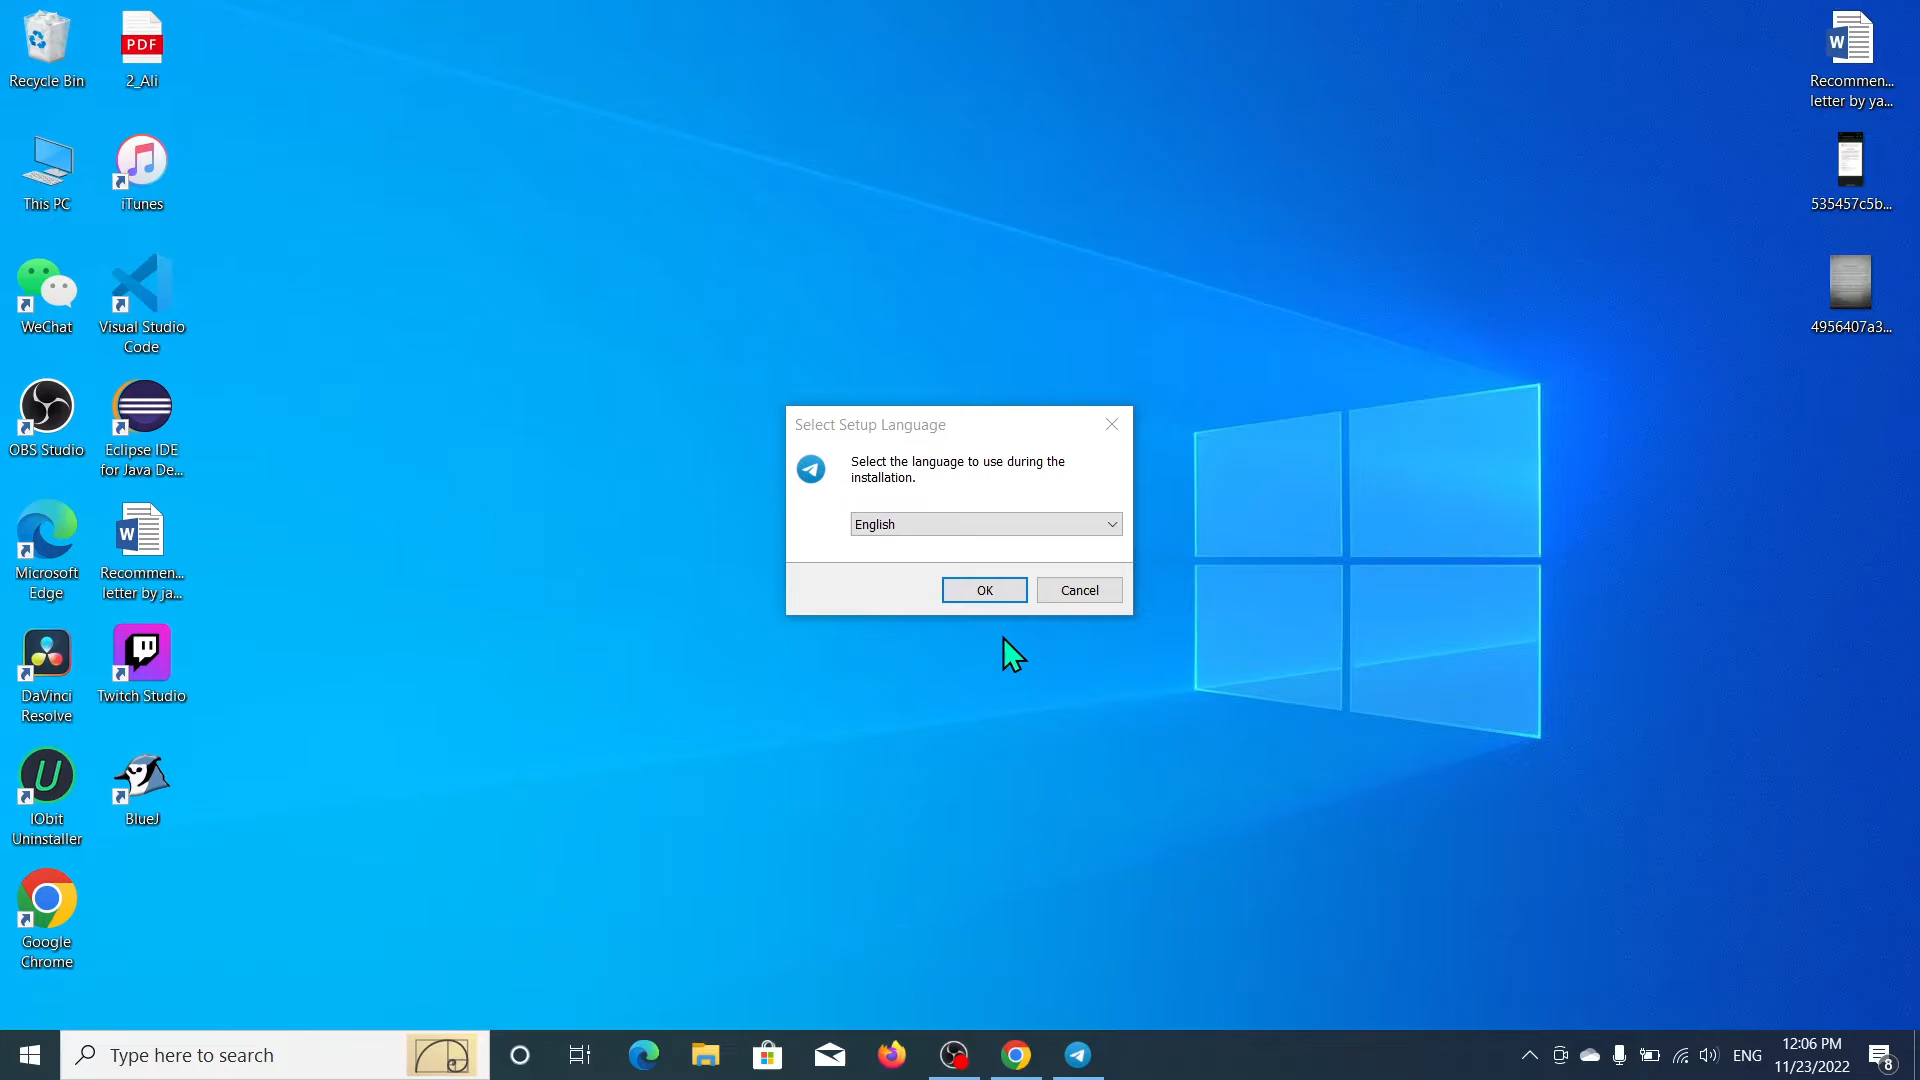 Recycle Bin
2_Ali
PDF
This PC
iTunes
WeChat
Visual Studio
Code
OBS Studio
Eclipse IDE
for Java De...
Microsoft
Edge
Recommen...
letter by ja...
DaVinci
Resolve
Twitch Studio
IObit
Uninstaller
BlueJ
Google
Chrome
Recommen...
letter by ya...
535457c5b...
4956407a3...
Select Setup Language
Select the language to use during the
installation.
English
OK
Cancel
Type here to search
ENG
12:06 PM
11/23/2022
8